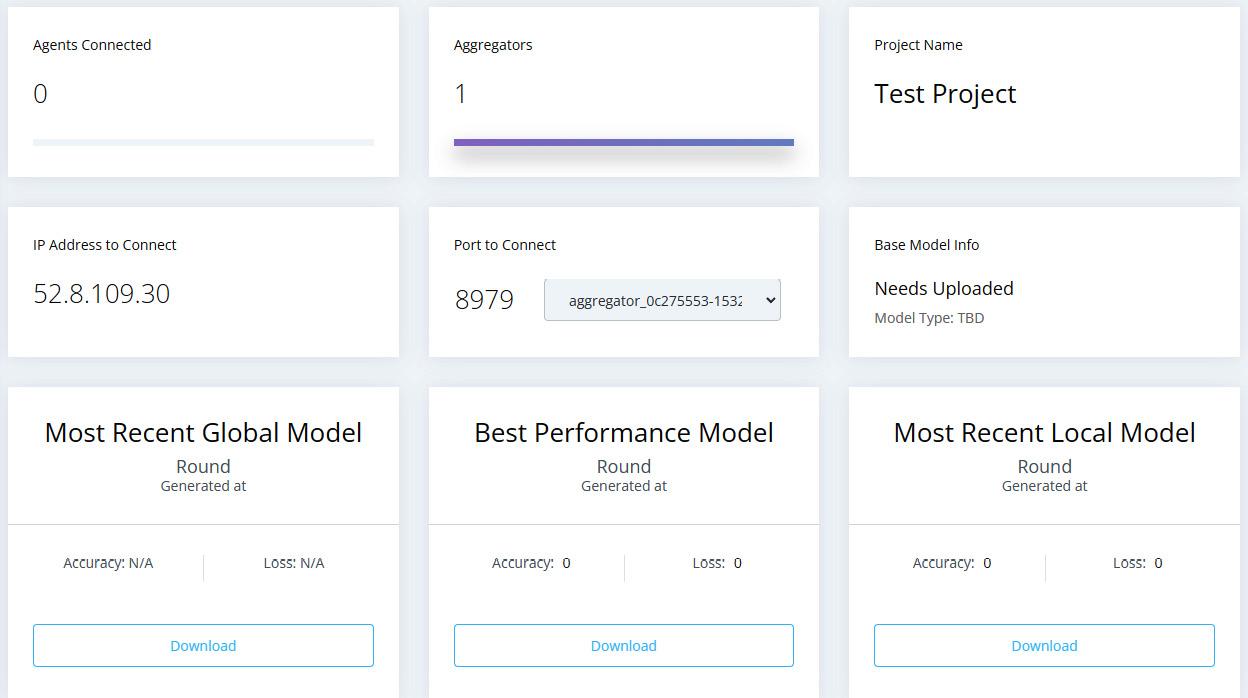 Agents Connected
0
Aggregators
1
Project Name
Test Project
IP Address to Connect
52.8.109.30
Port to Connect
8979
aggregator_0c275553-1532
Base Model Info
Needs Uploaded
Model Type: TBD
Most Recent Global Model
Round
Generated at
Accuracy: N/A
Loss: N/A
Download
Best Performance Model
Round
Generated at
Accuracy: 0
Loss: 0
Download
Most Recent Local Model
Round
Generated at
Accuracy: 0
Loss: 0
Download